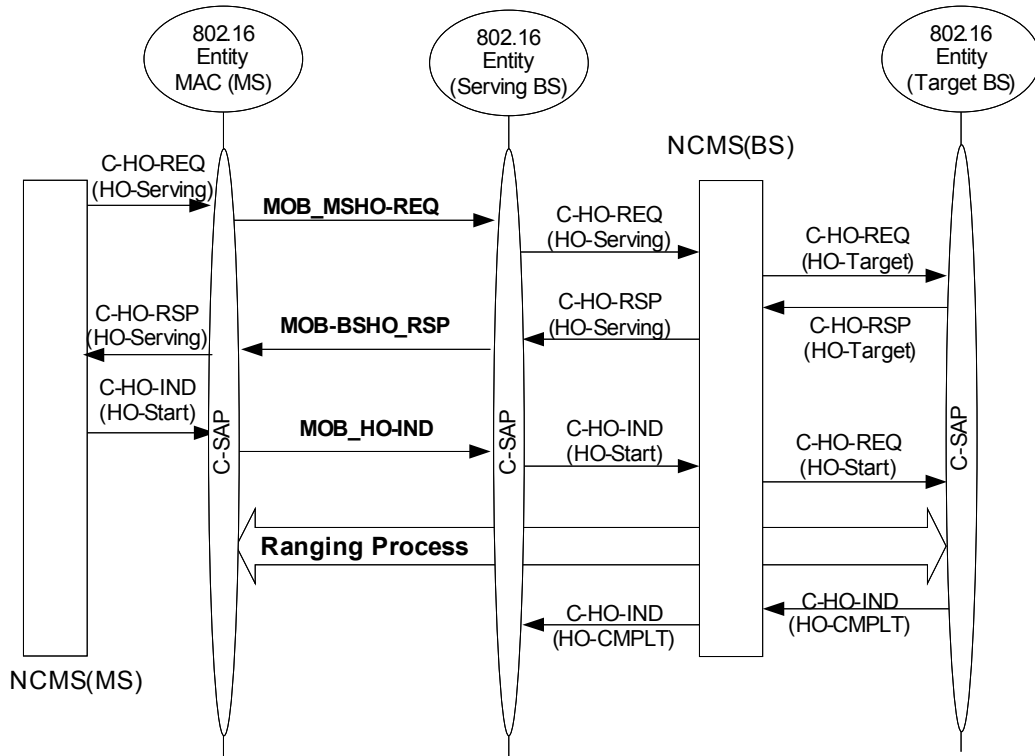 802.16
Entity
MAC (MS)
802.16
Entity
(Serving BS)
802.16
Entity
(Target BS)
NCMS(BS)
C-HO-REQ
(HO-Serving)
MOB_MSHO-REQ
C-HO-REQ
(HO-Serving)
C-HO-REQ
(HO-Target)
C-HO-RSP
(HO-Serving)
MOB-BSHO_RSP
C-HO-RSP
(HO-Serving)
C-HO-RSP
(HO-Target)
C-HO-IND
(HO-Start)
C-SAP
MOB_HO-IND
C-SAP
C-HO-IND
(HO-Start)
C-HO-REQ
(HO-Start)
C-SAP
Ranging Process
C-HO-IND
(HO-CMPLT)
C-HO-IND
(HO-CMPLT)
NCMS(MS)